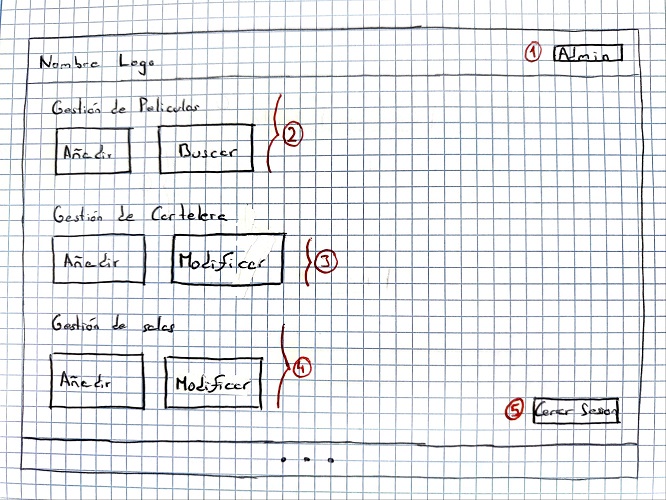 Nombre Logo
1 Admin
Gestión de Peliculas
Añadir Buscar 2
Gestión de Cartelera
Añadir Modificar 3
Gestión de salas
Añadir Modificar 4
5 Cerrar Sesion
...